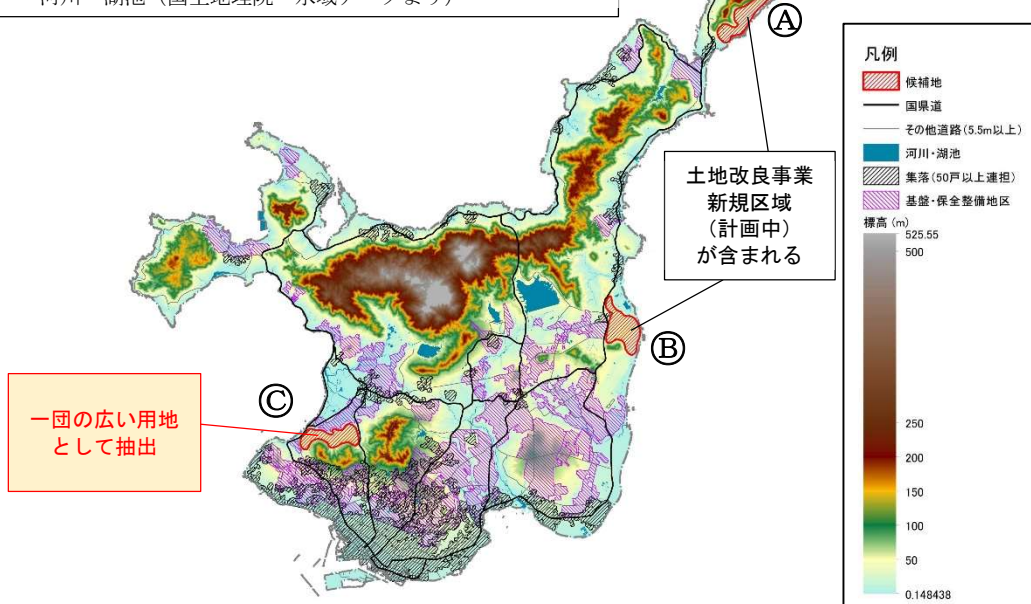 河川・湖沼（国土地理院 水域データより）
Ⓐ
土地改良事業
新規区域
（計画中）
が含まれる
Ⓑ
Ⓒ
一団の広い用地
として抽出
凡例
候補地
国県道
その他道路(5.5m以上)
河川・湖池
集落(50戸以上連担)
基盤・保全整備地区
標高 (m)
525.55
500
250
200
150
100
50
0.148438